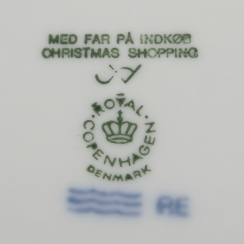 MED FAR PÅ INDKØB
CHRISTMAS SHOPPING
ROYAL
COPENHAGEN
DENMARK
RE